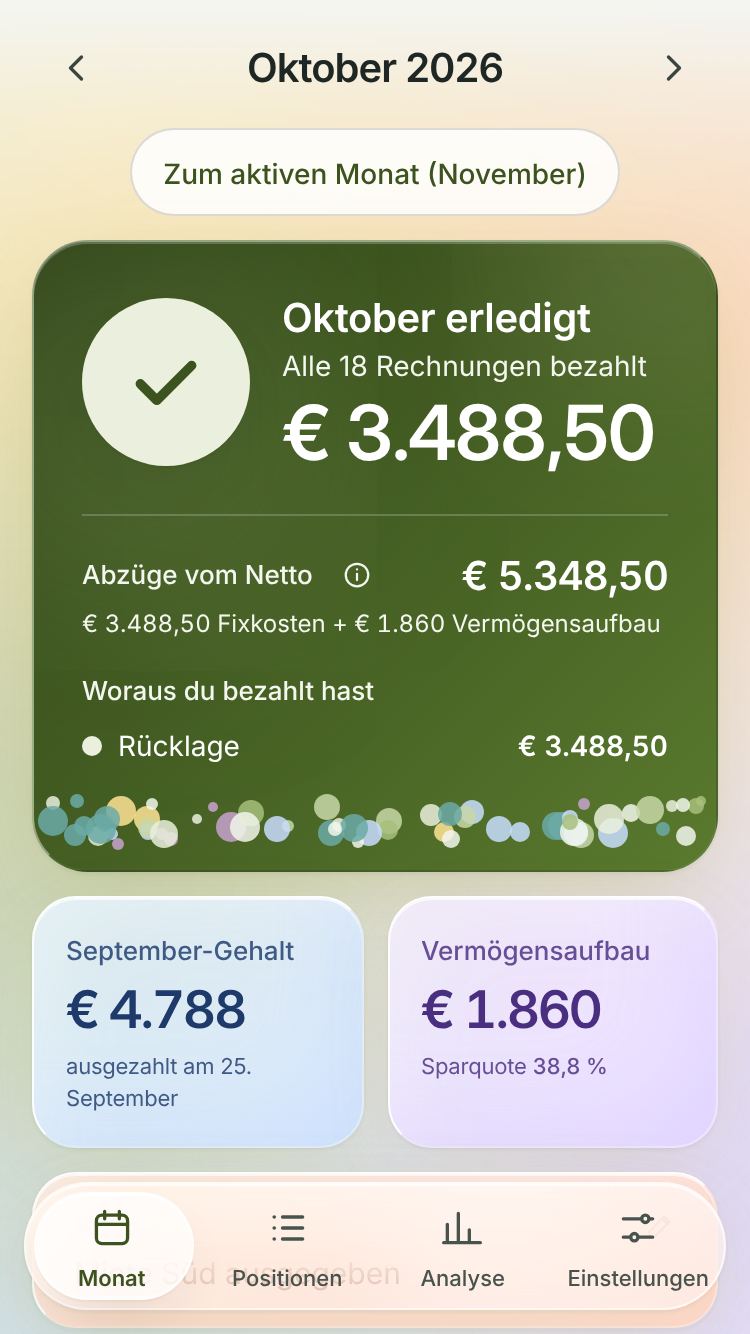 Oktober 2026
Zum aktiven Monat (November)
Oktober erledigt
Alle 18 Rechnungen bezahlt
€ 3.488,50
Abzüge vom Netto
€ 5.348,50
€ 3.488,50 Fixkosten + € 1.860 Vermögensaufbau
Woraus du bezahlt hast
Rücklage
€ 3.488,50
September-Gehalt
€ 4.788
ausgezahlt am 25.
September
Vermögensaufbau
€ 1.860
Sparquote 38,8 %
Süd ausgegeben
Monat
Positionen
Analyse
Einstellungen